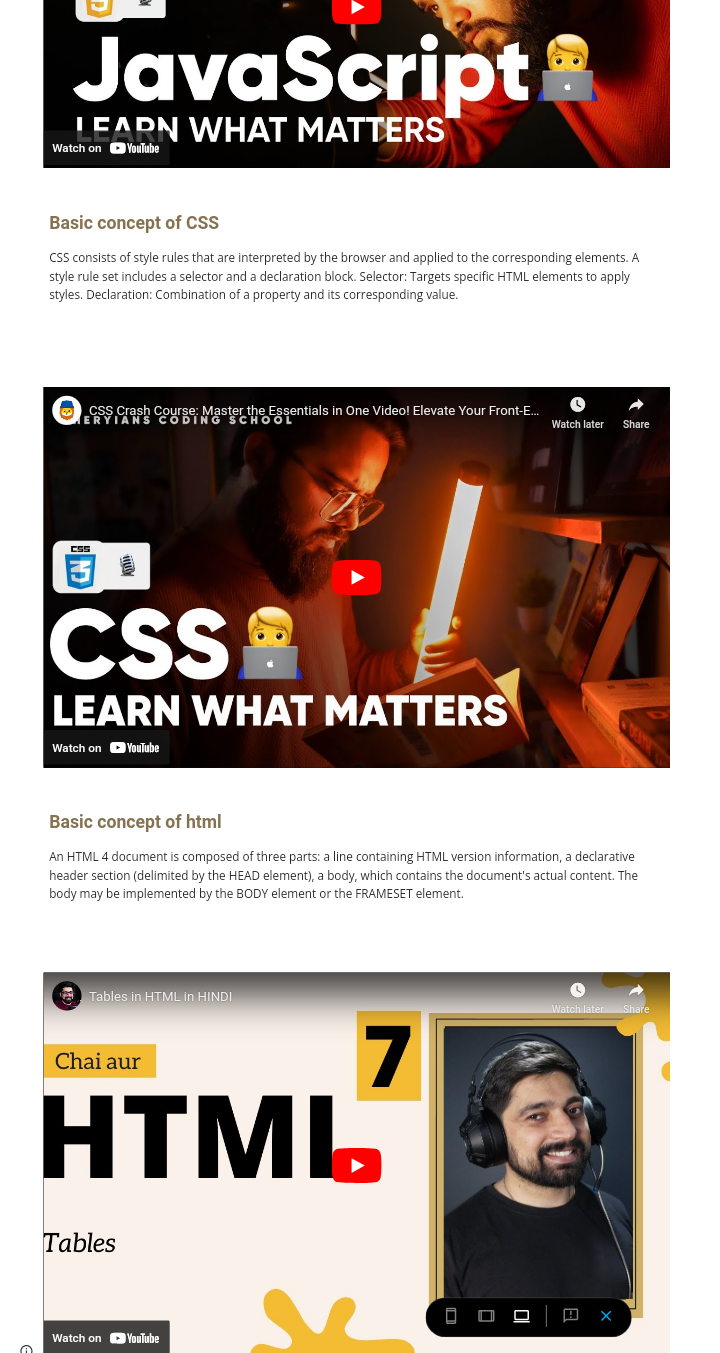 JavaScript
LEARN WHAT MATTERS
Watch on YouTube
Basic concept of CSS
CSS consists of style rules that are interpreted by the browser and applied to the corresponding elements. A
style rule set includes a selector and a declaration block. Selector: Targets specific HTML elements to apply
styles. Declaration: Combination of a property and its corresponding value.
CSS Crash Course: Master the Essentials in One Video! Elevate Your Front-E...
Watch later
Share
HERYIANS CODING SCHOOL
CSS
3
CSS
LEARN WHAT MATTERS
Watch on YouTube
Basic concept of html
An HTML 4 document is composed of three parts: a line containing HTML version information, a declarative
header section (delimited by the HEAD element), a body, which contains the document's actual content. The
body may be implemented by the BODY element or the FRAMESET element.
Tables in HTML in HINDI
Watch later
Share
7
Chai aur
HTML
Tables
Watch on YouTube